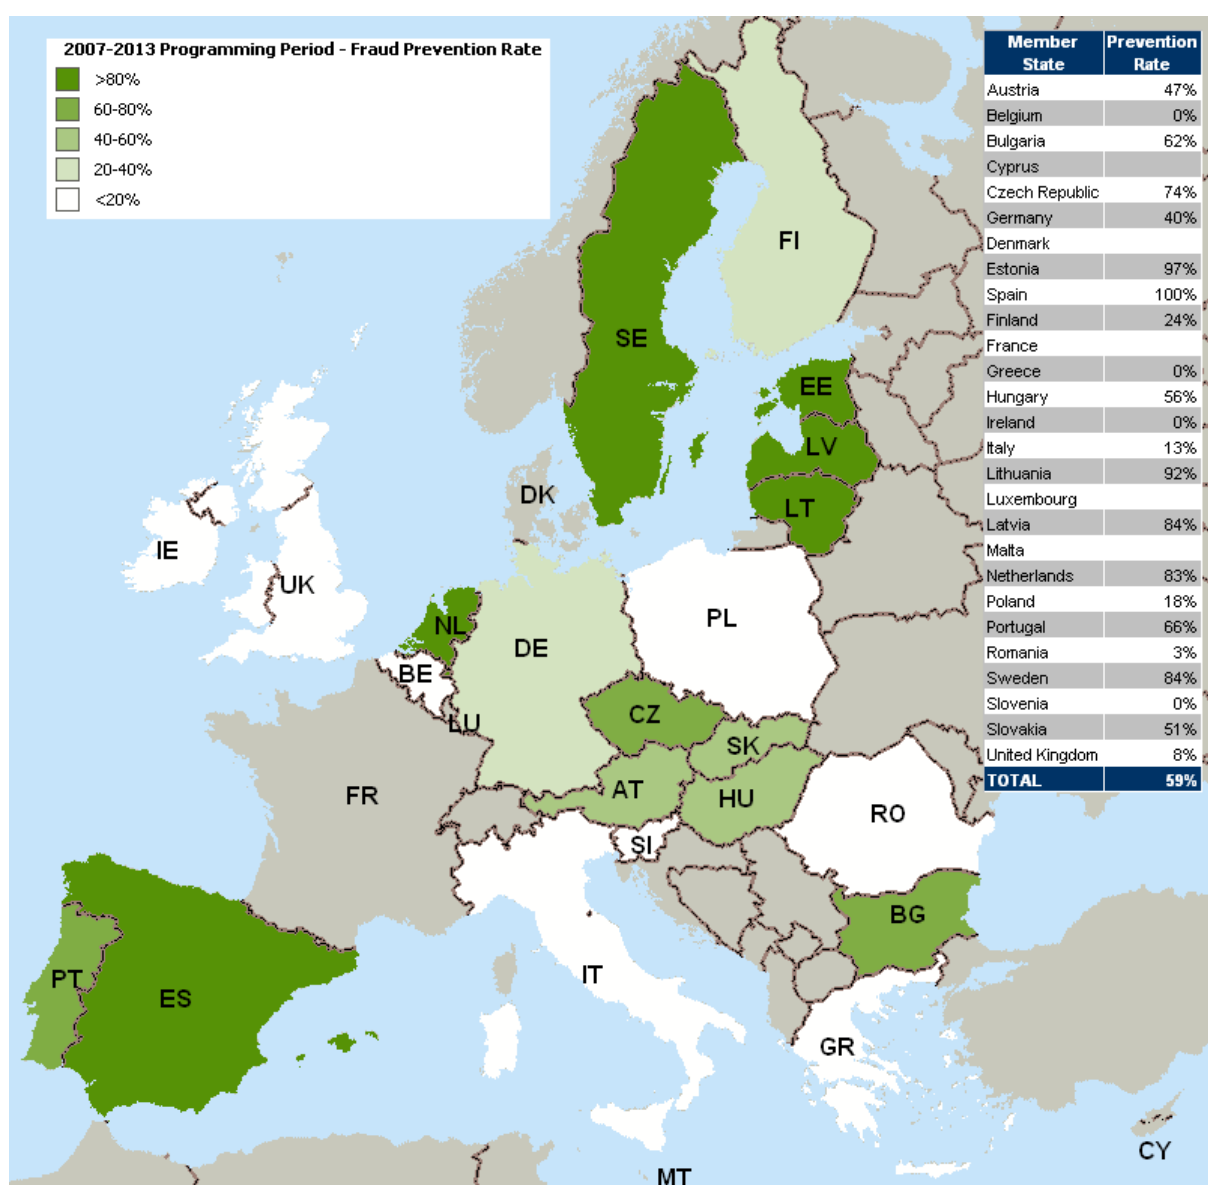 2007-2013 Programming Period - Fraud Prevention Rate
>80%
60-80%
40-60%
20-40%
<20%
Member State Prevention Rate
Austria 47%
Belgium 0%
Bulgaria 62%
Cyprus
Czech Republic 74%
Germany 40%
Denmark
Estonia 97%
Spain 100%
Finland 24%
France
Greece 0%
Hungary 56%
Ireland 0%
Italy 13%
Lithuania 92%
Luxembourg
Latvia 84%
Malta
Netherlands 83%
Poland 18%
Portugal 66%
Romania 3%
Sweden 84%
Slovenia 0%
Slovakia 51%
United Kingdom 8%
TOTAL 59%
FI
SE
EE
LV
DK
LT
IE
UK
NL
PL
DE
BE
CZ
LU
SK
AT
FR
HU
RO
SI
BG
PT
IT
ES
GR
CY
MT